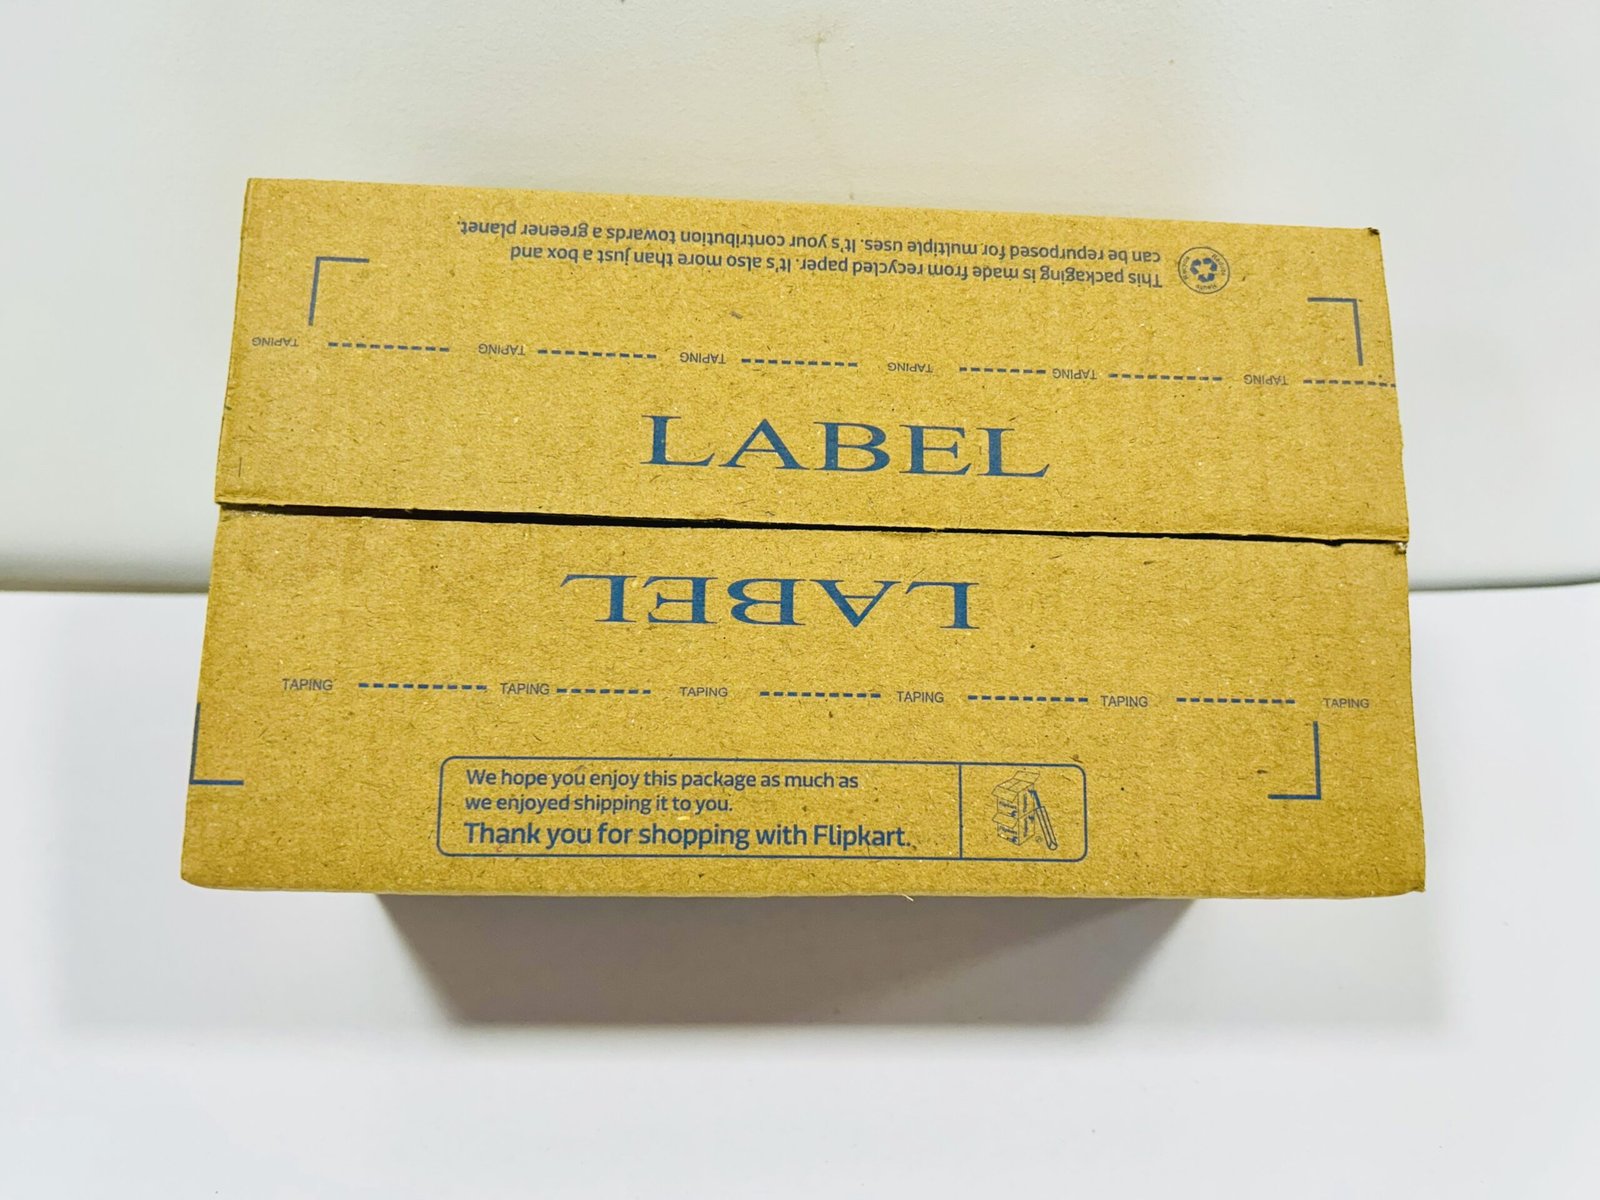 This packaging is made from recycled paper. It's also more than just a box and
can be repurposed for multiple uses. It's your contribution towards a greener planet.
TAPING TAPING TAPING TAPING TAPING TAPING
LABEL
LABEL
TAPING TAPING TAPING TAPING TAPING TAPING
We hope you enjoy this package as much as
we enjoyed shipping it to you.
Thank you for shopping with Flipkart.